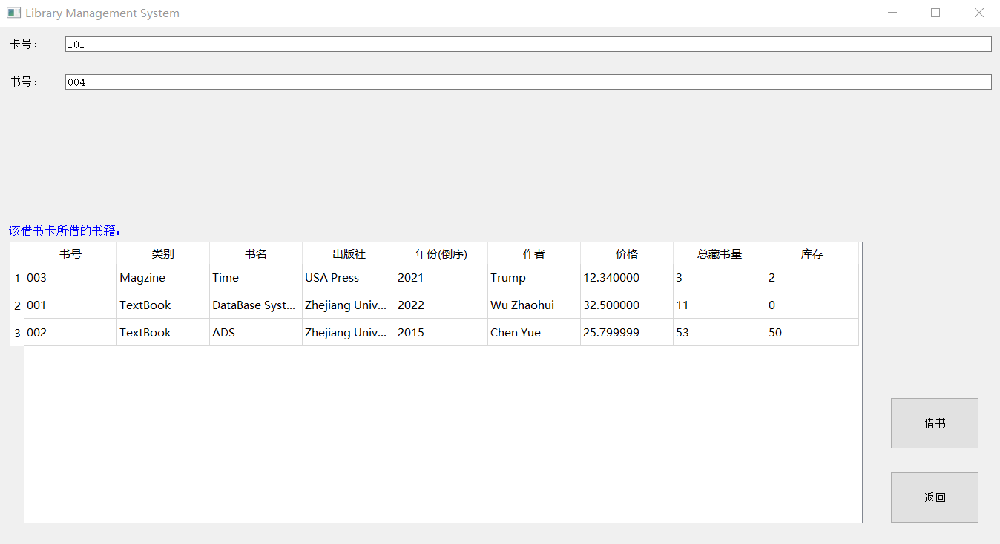 Library Management System
卡号： 101
书号： 004
该借书卡所借的书籍：
书号 类别 书名 出版社 年份(倒序) 作者 价格 总藏书量 库存
1 003 Magzine Time USA Press 2021 Trump 12.340000 3 2
2 001 TextBook DataBase Syst... Zhejiang Univ... 2022 Wu Zhaohui 32.500000 11 0
3 002 TextBook ADS Zhejiang Univ... 2015 Chen Yue 25.799999 53 50
借书
返回